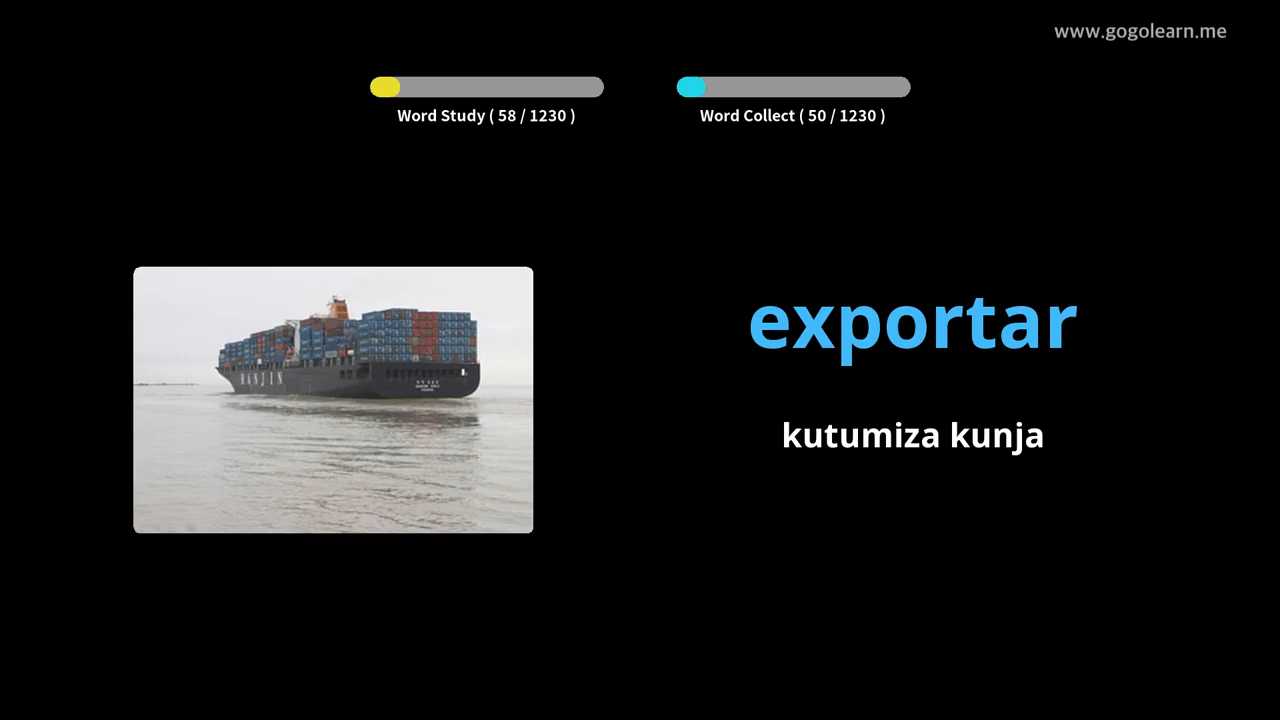 www.gogolearn.me
Word Study ( 58 / 1230 )
Word Collect ( 50 / 1230 )
exportar
kutumiza kunja
HANJIN